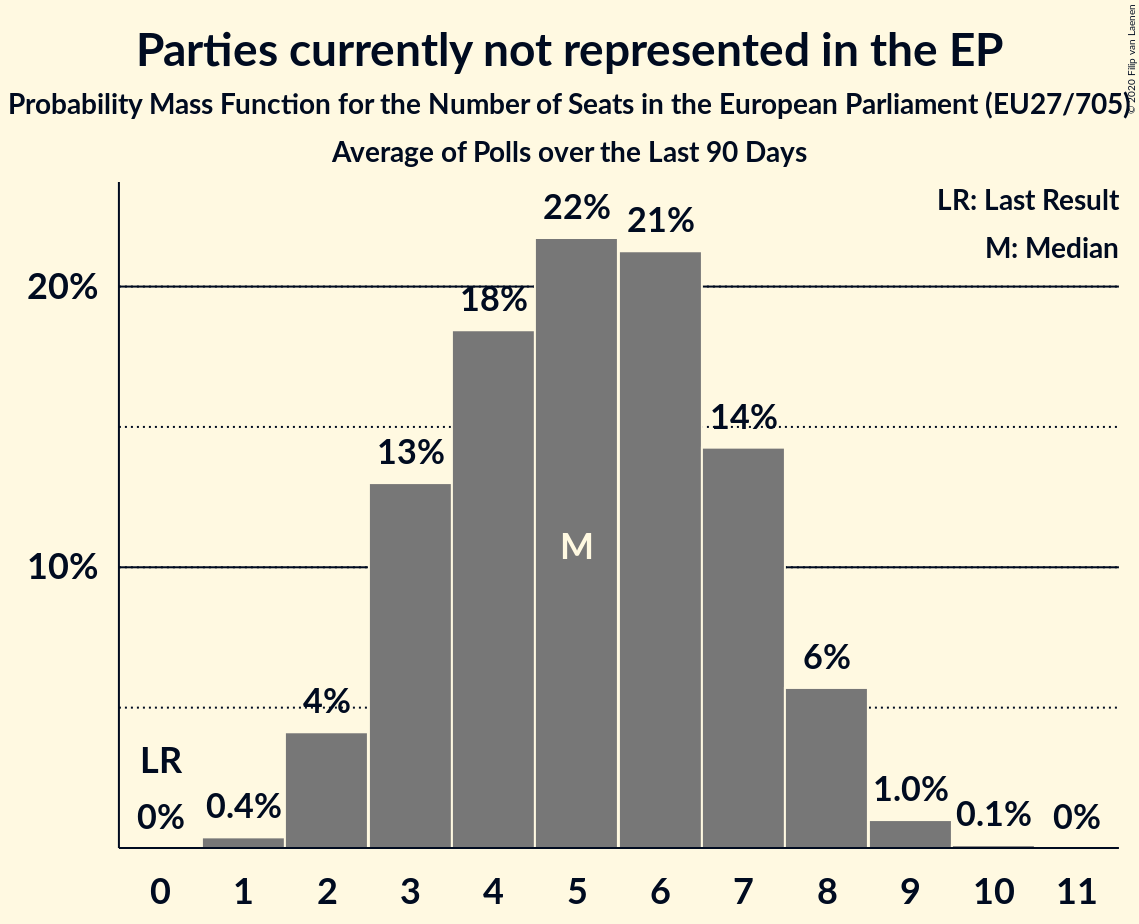 Parties currently not represented in the EP
Probability Mass Function for the Number of Seats in the European Parliament (EU27/705)
Average of Polls over the Last 90 Days
© 2020 Filip van Laenen
LR: Last Result
M: Median
20%
10%
LR
0%
0.4%
4%
13%
18%
22%
21%
14%
6%
1.0%
0.1%
0%
M
0 1 2 3 4 5 6 7 8 9 10 11